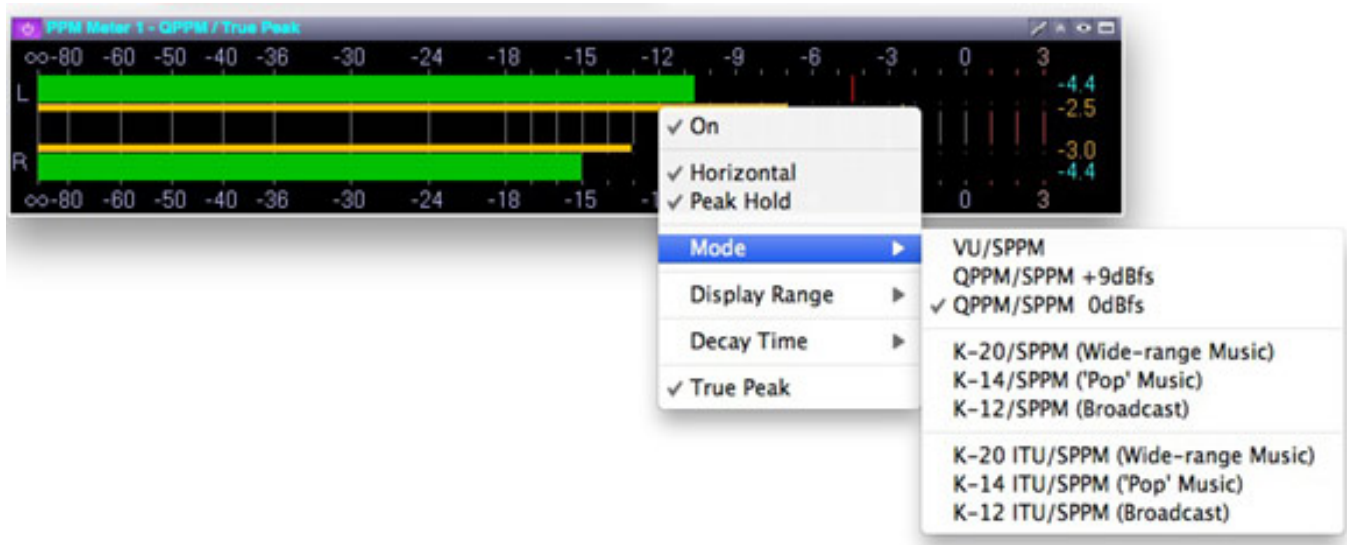 PPM Meter 1 - QPPM / True Peak
∞-80 -60 -50 -40 -36 -30 -24 -18 -15 -12 -9 -6 -3 0 3
L -4.4
-2.5
-3.0
R -4.4
∞-80 -60 -50 -40 -36 -30 -24 -18 -15 0 3
✓ On
✓ Horizontal
✓ Peak Hold
Mode
Display Range
Decay Time
✓ True Peak
VU/SPPM
QPPM/SPPM +9dBfs
✓ QPPM/SPPM 0dBfs
K-20/SPPM (Wide-range Music)
K-14/SPPM ('Pop' Music)
K-12/SPPM (Broadcast)
K-20 ITU/SPPM (Wide-range Music)
K-14 ITU/SPPM ('Pop' Music)
K-12 ITU/SPPM (Broadcast)